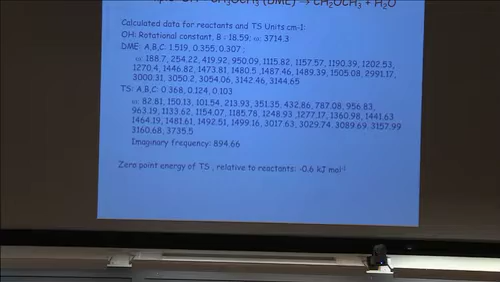 CH3OCH3 (DME) → CH2OCH3 + H2O
Calculated data for reactants and TS Units cm-1:
OH: Rotational constant, B : 18.59; ω: 3714.3
DME: A,B,C: 1.519, 0.355, 0.307 ;
ω: 188.7, 254.22, 419.92, 950.09, 1115.82, 1157.57, 1190.39, 1202.53,
1270.4, 1446.82, 1473.81, 1480.5 ,1487.46, 1489.39, 1505.08, 2991.17,
3000.31, 3050.2, 3054.06, 3142.46, 3144.65
TS: A,B,C: 0.368, 0.124, 0.103
ω: 82.81, 150.13, 101.54, 213.93, 351.35, 432.86, 787.08, 956.83,
963.19, 1133.62, 1154.07, 1185.78, 1248.93, 1277.17, 1360.98, 1441.63
1464.19, 1481.61, 1492.51, 1499.16, 3017.63, 3029.74, 3089.69, 3157.99
3160.68, 3735.5
Imaginary frequency: 894.66
Zero point energy of TS , relative to reactants: -0.6 kJ mol-1